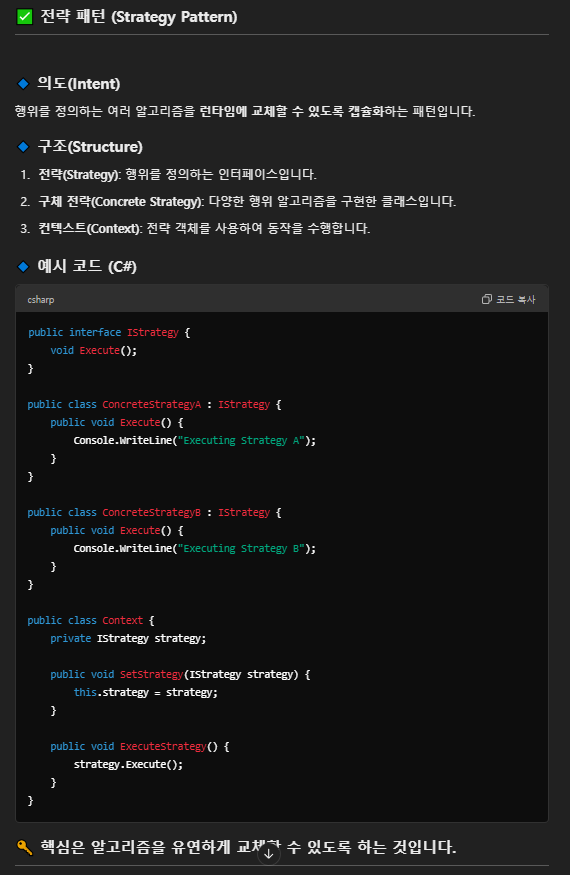 ✅ 전략 패턴 (Strategy Pattern)
🔹 의도(Intent)
행위를 정의하는 여러 알고리즘을 런타임에 교체할 수 있도록 캡슐화하는 패턴입니다.
🔹 구조(Structure)
1. 전략(Strategy): 행위를 정의하는 인터페이스입니다.
2. 구체 전략(Concrete Strategy): 다양한 행위 알고리즘을 구현한 클래스입니다.
3. 컨텍스트(Context): 전략 객체를 사용하여 동작을 수행합니다.
🔹 예시 코드 (C#)
csharp 코드 복사
public interface IStrategy {
    void Execute();
}
public class ConcreteStrategyA : IStrategy {
    public void Execute() {
        Console.WriteLine("Executing Strategy A");
    }
}
public class ConcreteStrategyB : IStrategy {
    public void Execute() {
        Console.WriteLine("Executing Strategy B");
    }
}
public class Context {
    private IStrategy strategy;
    public void SetStrategy(IStrategy strategy) {
        this.strategy = strategy;
    }
    public void ExecuteStrategy() {
        strategy.Execute();
    }
}
🔑 핵심은 알고리즘을 유연하게 교체할 수 있도록 하는 것입니다.